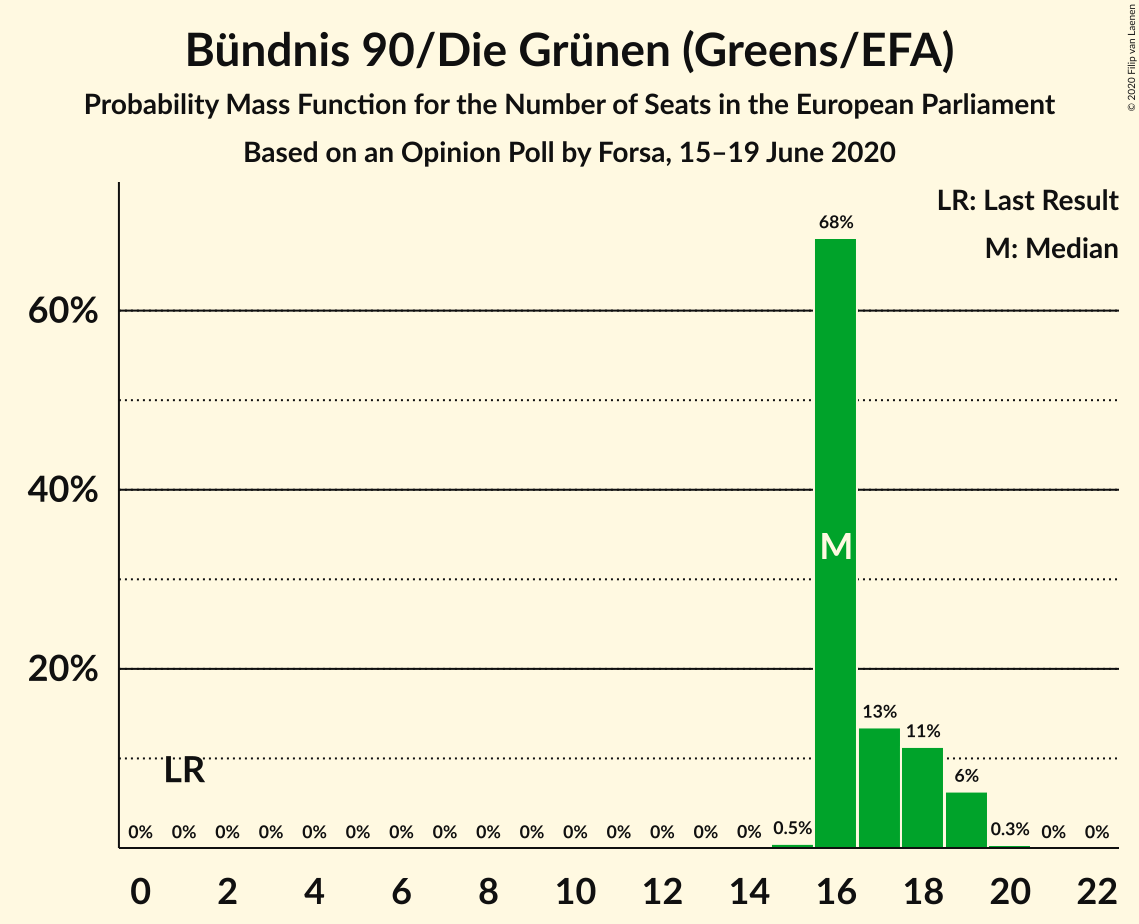 Bündnis 90/Die Grünen (Greens/EFA)
Probability Mass Function for the Number of Seats in the European Parliament
Based on an Opinion Poll by Forsa, 15–19 June 2020
© 2020 Filip van Laenen
LR: Last Result
M: Median
68%
60%
40%
M
20%
13%
11%
LR
6%
0% 0% 0% 0% 0% 0% 0% 0% 0% 0% 0% 0% 0% 0% 0% 0.5% 0.3% 0% 0%
0 2 4 6 8 10 12 14 16 18 20 22